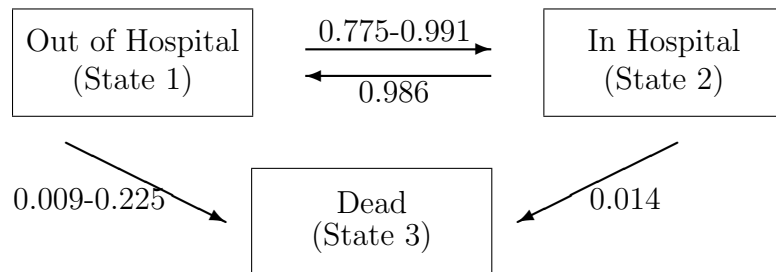 Out of Hospital
(State 1)
0.775-0.991
0.986
In Hospital
(State 2)
0.009-0.225
Dead
(State 3)
0.014